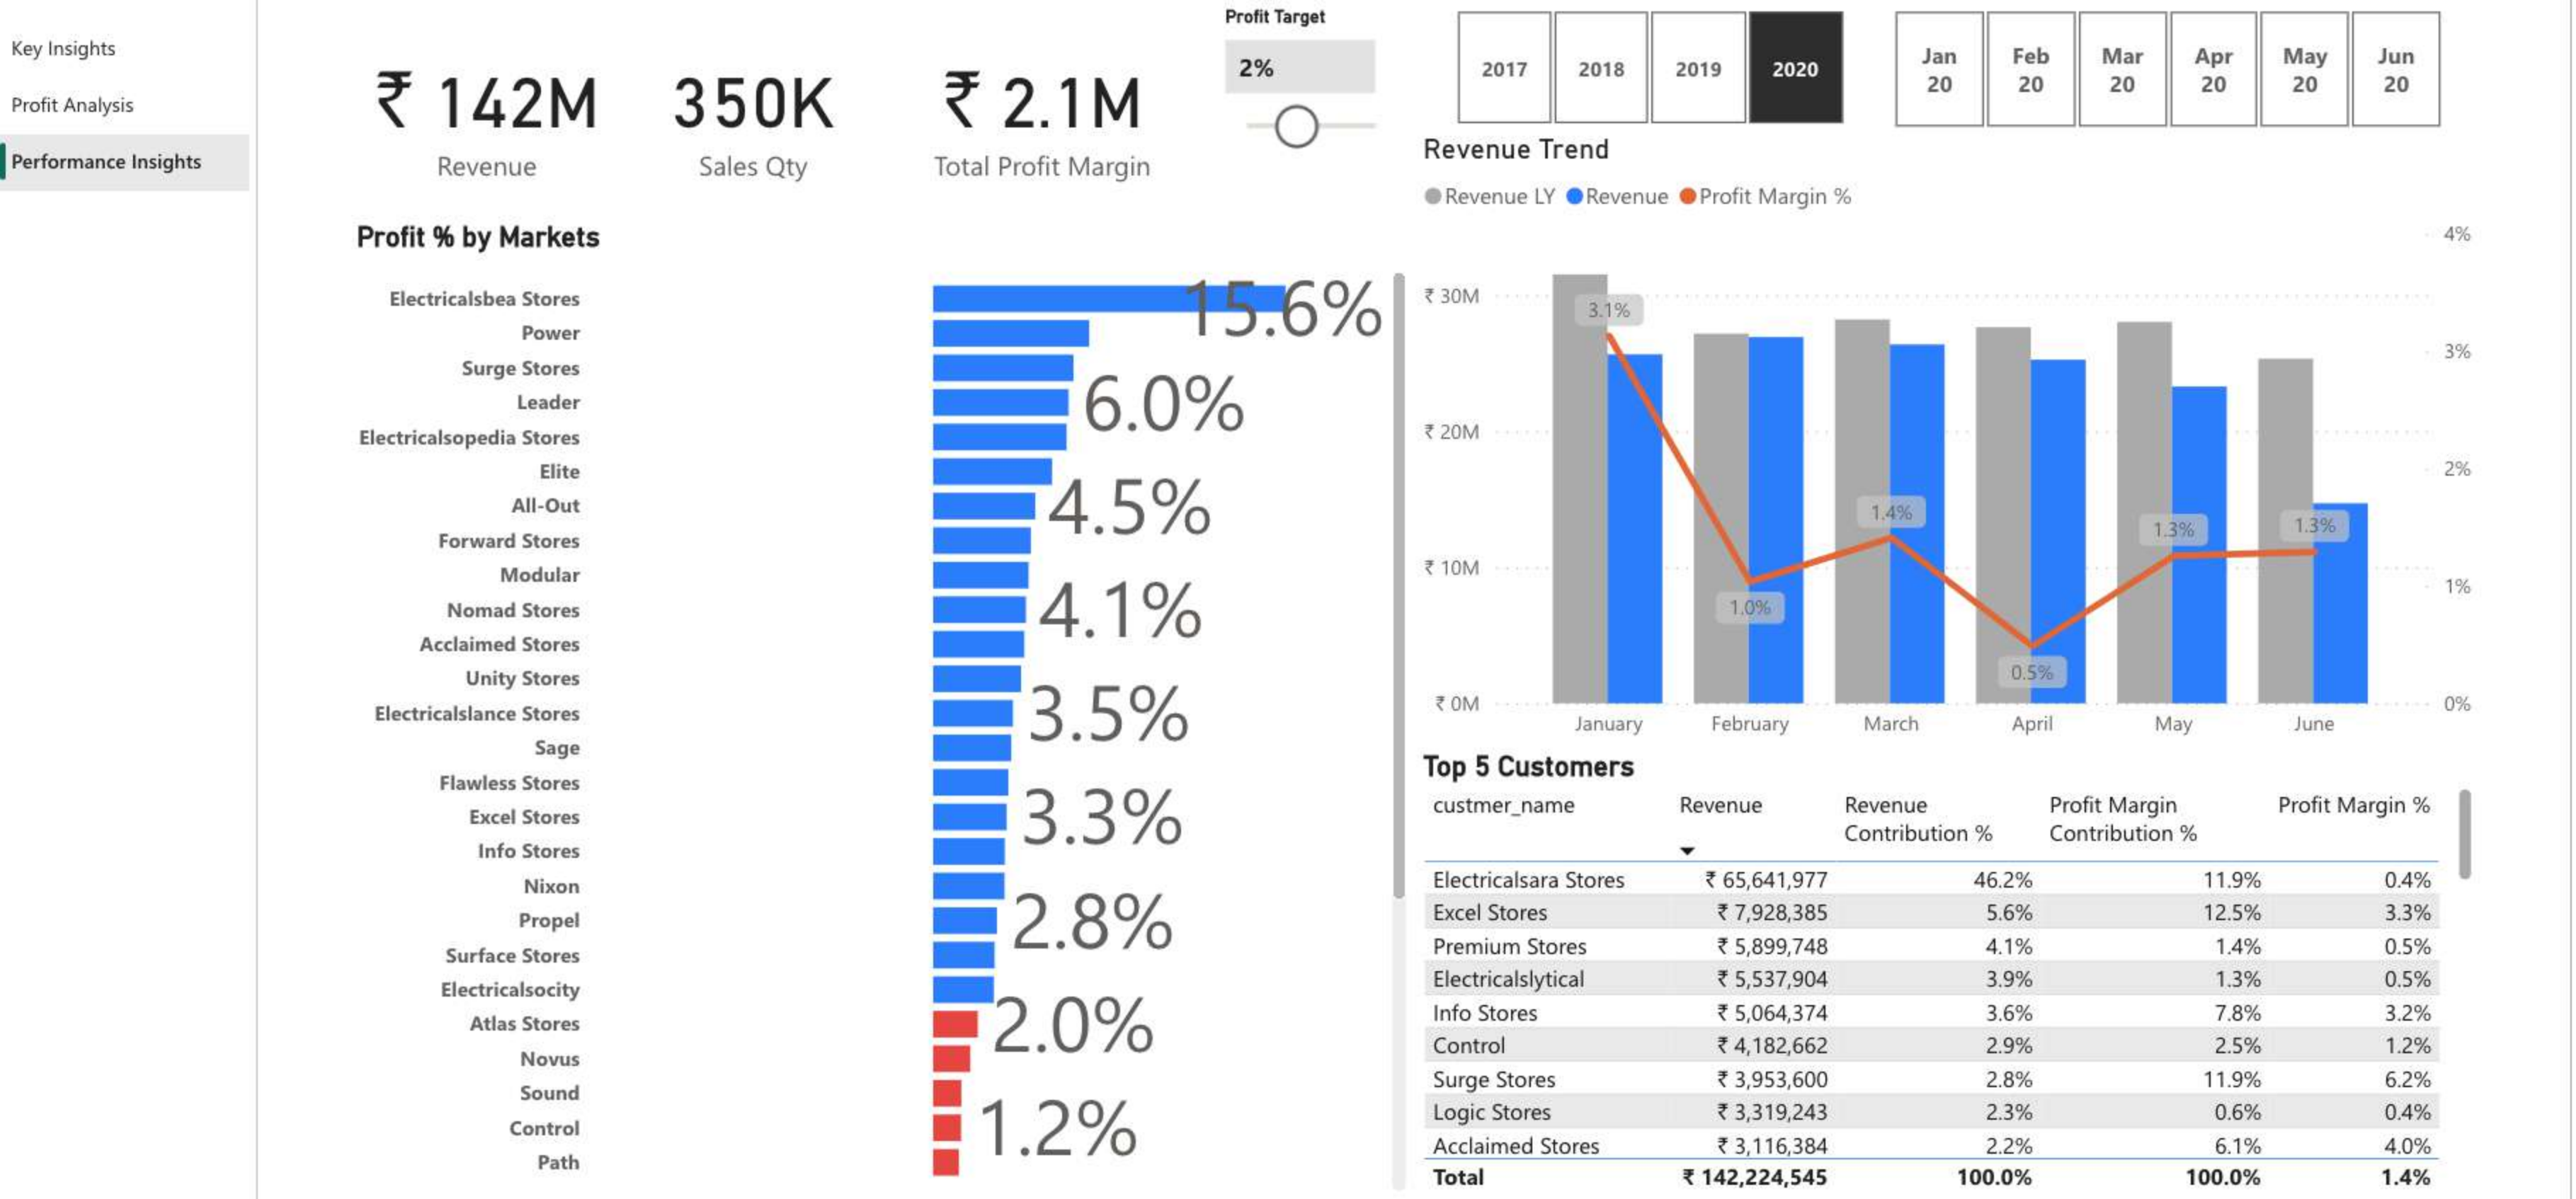 Key Insights
Profit Analysis
Performance Insights
₹ 142M
Revenue
350K
Sales Qty
₹ 2.1M
Total Profit Margin
Profit Target
2%
2017
2018
2019
2020
Jan
20
Feb
20
Mar
20
Apr
20
May
20
Jun
20
Profit % by Markets
Electricalsbea Stores
Power
Surge Stores
Leader
Electricalsopedia Stores
Elite
All-Out
Forward Stores
Modular
Nomad Stores
Acclaimed Stores
Unity Stores
Electricalslance Stores
Sage
Flawless Stores
Excel Stores
Info Stores
Nixon
Propel
Surface Stores
Electricalsocity
Atlas Stores
Novus
Sound
Control
Path
15.6%
6.0%
4.5%
4.1%
3.5%
3.3%
2.8%
2.0%
1.2%
Revenue Trend
Revenue LY Revenue Profit Margin %
₹ 30M
₹ 20M
₹ 10M
₹ 0M
4%
3%
2%
1%
0%
3.1%
1.0%
1.4%
0.5%
1.3%
1.3%
January February March April May June
Top 5 Customers
custmer_name Revenue Revenue Contribution % Profit Margin Contribution % Profit Margin %
Electricalsara Stores ₹ 65,641,977 46.2% 11.9% 0.4%
Excel Stores ₹ 7,928,385 5.6% 12.5% 3.3%
Premium Stores ₹ 5,899,748 4.1% 1.4% 0.5%
Electricalslytical ₹ 5,537,904 3.9% 1.3% 0.5%
Info Stores ₹ 5,064,374 3.6% 7.8% 3.2%
Control ₹ 4,182,662 2.9% 2.5% 1.2%
Surge Stores ₹ 3,953,600 2.8% 11.9% 6.2%
Logic Stores ₹ 3,319,243 2.3% 0.6% 0.4%
Acclaimed Stores ₹ 3,116,384 2.2% 6.1% 4.0%
Total ₹ 142,224,545 100.0% 100.0% 1.4%